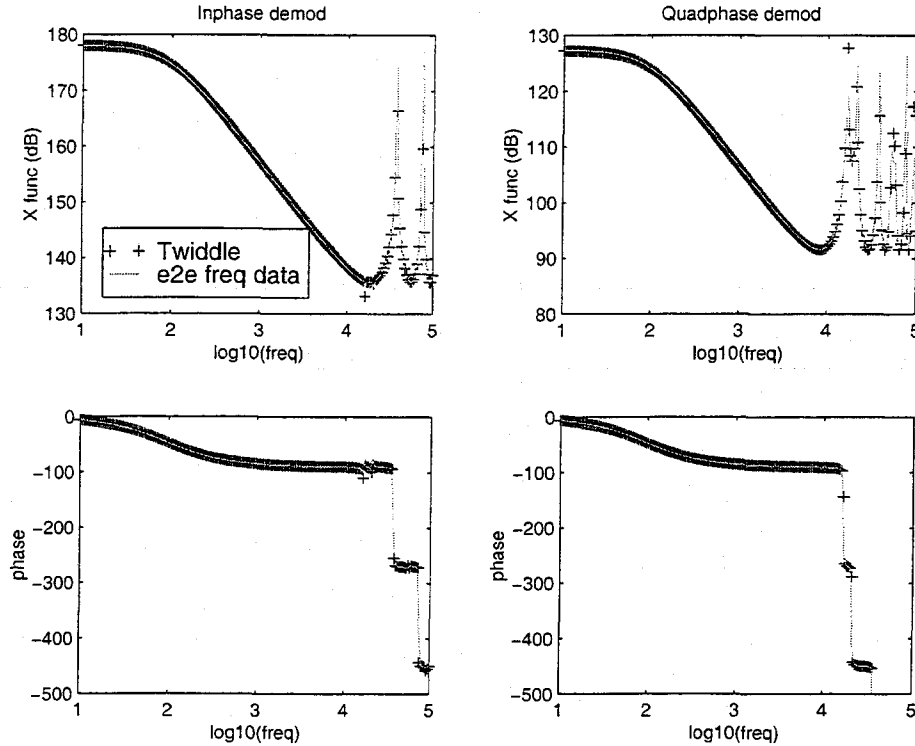 Inphase demod
Quadphase demod
X func (dB)
180
170
160
150
140
130
+ + Twiddle
e2e freq data
1 2 3 4 5
log10(freq)
X func (dB)
130
120
110
100
90
80
1 2 3 4 5
log10(freq)
phase
0
−100
−200
−300
−400
−500
1 2 3 4 5
log10(freq)
phase
0
−100
−200
−300
−400
−500
1 2 3 4 5
log10(freq)